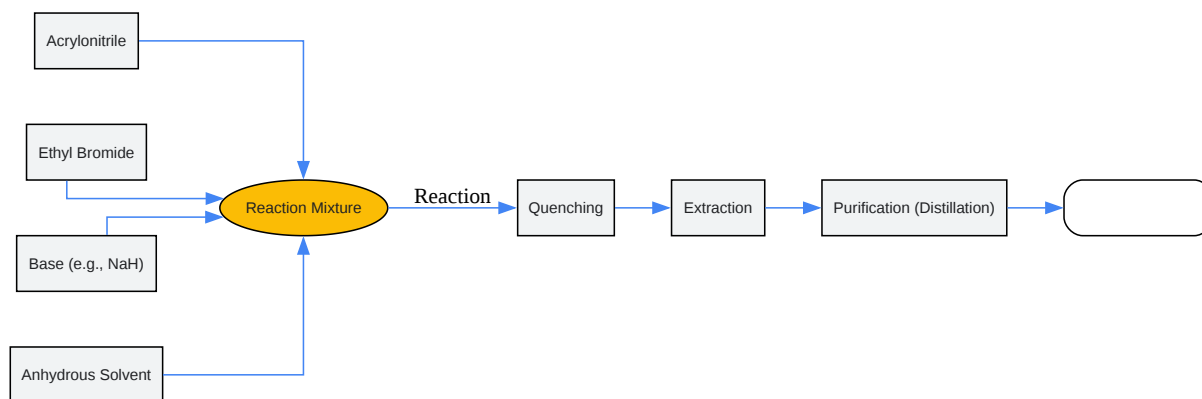 Acrylonitrile
Ethyl Bromide
Base (e.g., NaH)
Anhydrous Solvent
Reaction Mixture
Reaction
Quenching
Extraction
Purification (Distillation)